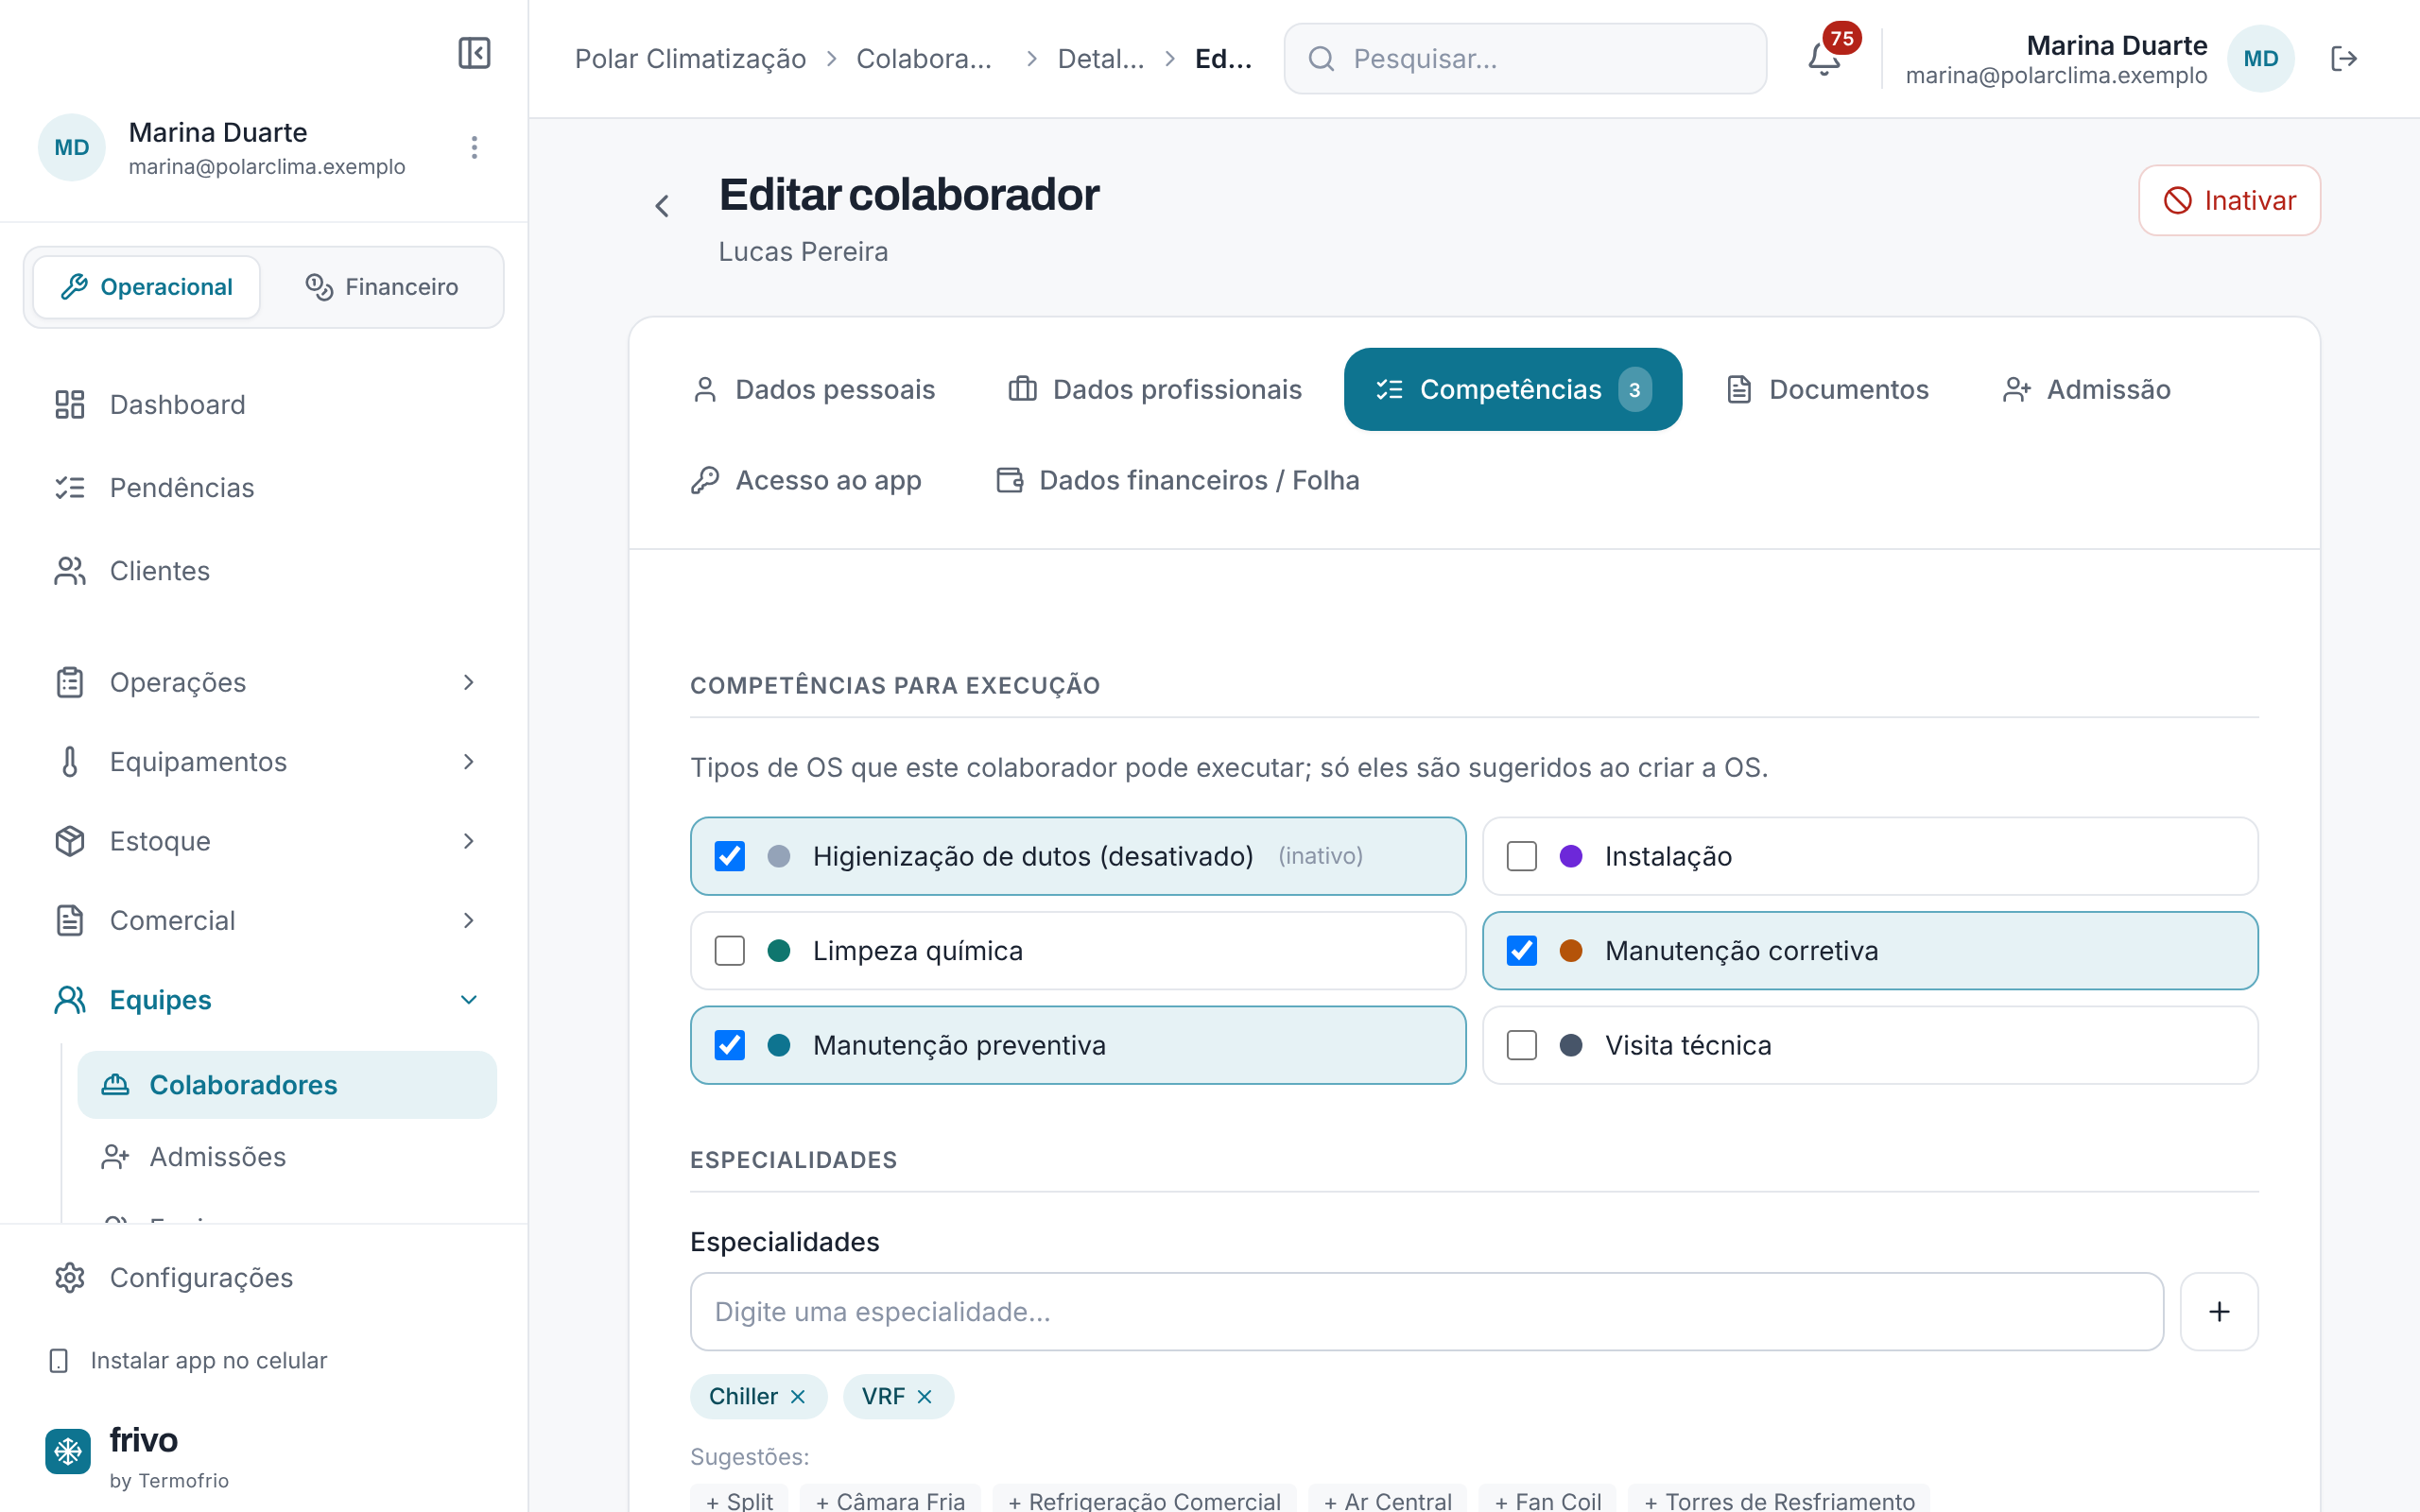 MD
Marina Duarte
marina@polarclima.exemplo
Operacional
Financeiro
Dashboard
Pendências
Clientes
Operações
Equipamentos
Estoque
Comercial
Equipes
Colaboradores
Admissões
Configurações
Instalar app no celular
frivo
by Termofrio
Polar Climatização > Colabora... > Detal... > Ed...
Pesquisar...
75
Marina Duarte
marina@polarclima.exemplo
MD
Editar colaborador
Lucas Pereira
Inativar
Dados pessoais
Dados profissionais
Competências 3
Documentos
Admissão
Acesso ao app
Dados financeiros / Folha
COMPETÊNCIAS PARA EXECUÇÃO
Tipos de OS que este colaborador pode executar; só eles são sugeridos ao criar a OS.
Higienização de dutos (desativado) (inativo)
Instalação
Limpeza química
Manutenção corretiva
Manutenção preventiva
Visita técnica
ESPECIALIDADES
Especialidades
Digite uma especialidade...
Chiller
VRF
Sugestões:
+ Split
+ Câmara Fria
+ Refrigeração Comercial
+ Ar Central
+ Fan Coil
+ Torres de Resfriamento